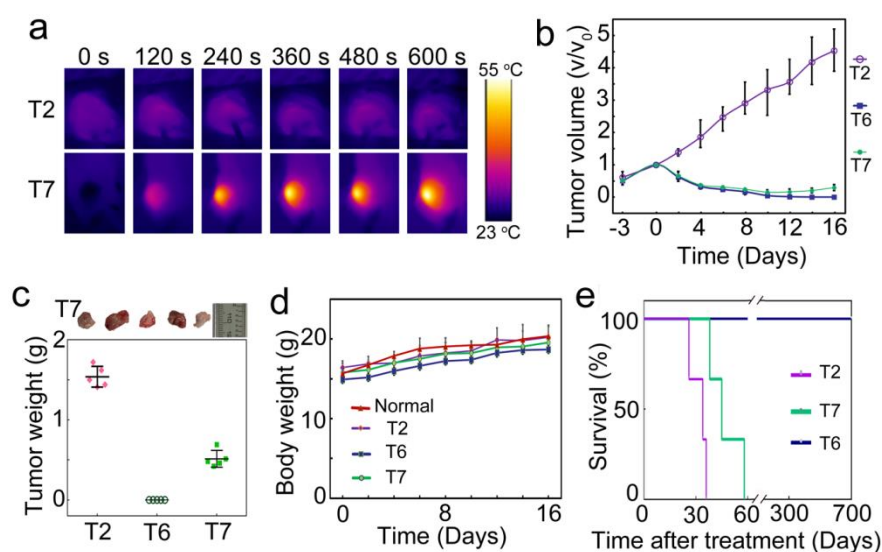 a
0 s 120 s 240 s 360 s 480 s 600 s
T2
T7
55 °C
23 °C
b
Tumor volume (v/v0)
5
4
3
2
1
0
-3 0 4 8 12 16
Time (Days)
T2
T6
T7
c
T7
Tumor weight (g)
2
1
0
T2 T6 T7
d
Body weight (g)
20
10
0
Normal
T2
T6
T7
0 4 8 12 16
Time (Days)
e
Survival (%)
100
50
0
T2
T7
T6
0 30 60 300 700
Time after treatment (Days)